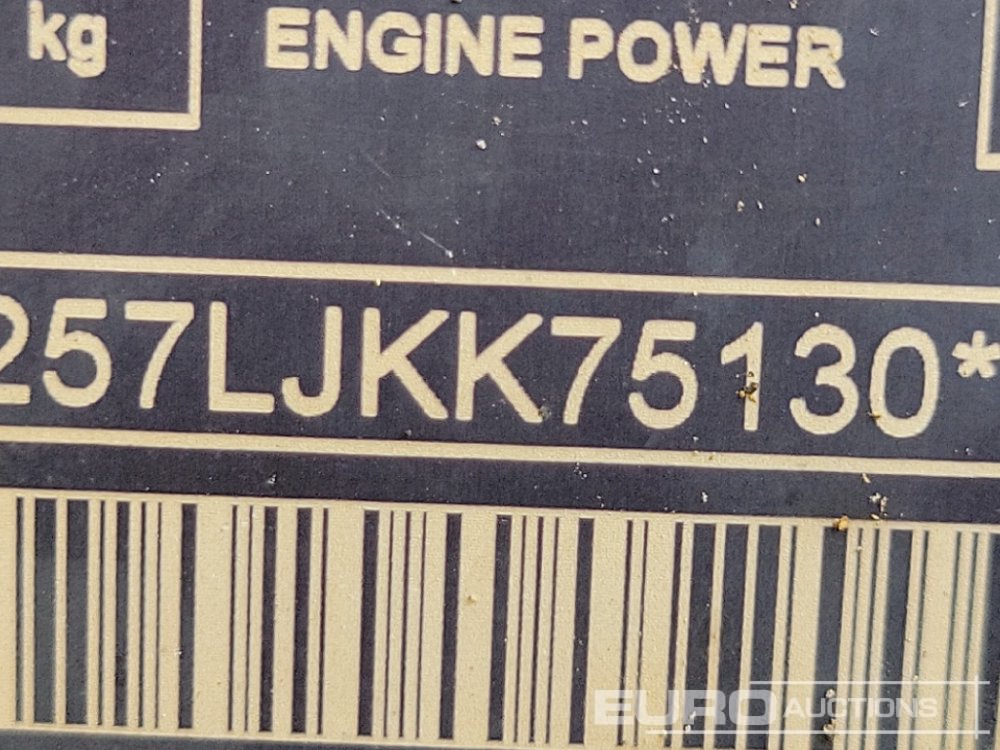 kg ENGINE POWER
257LJKK75130*
EURO AUCTIONS